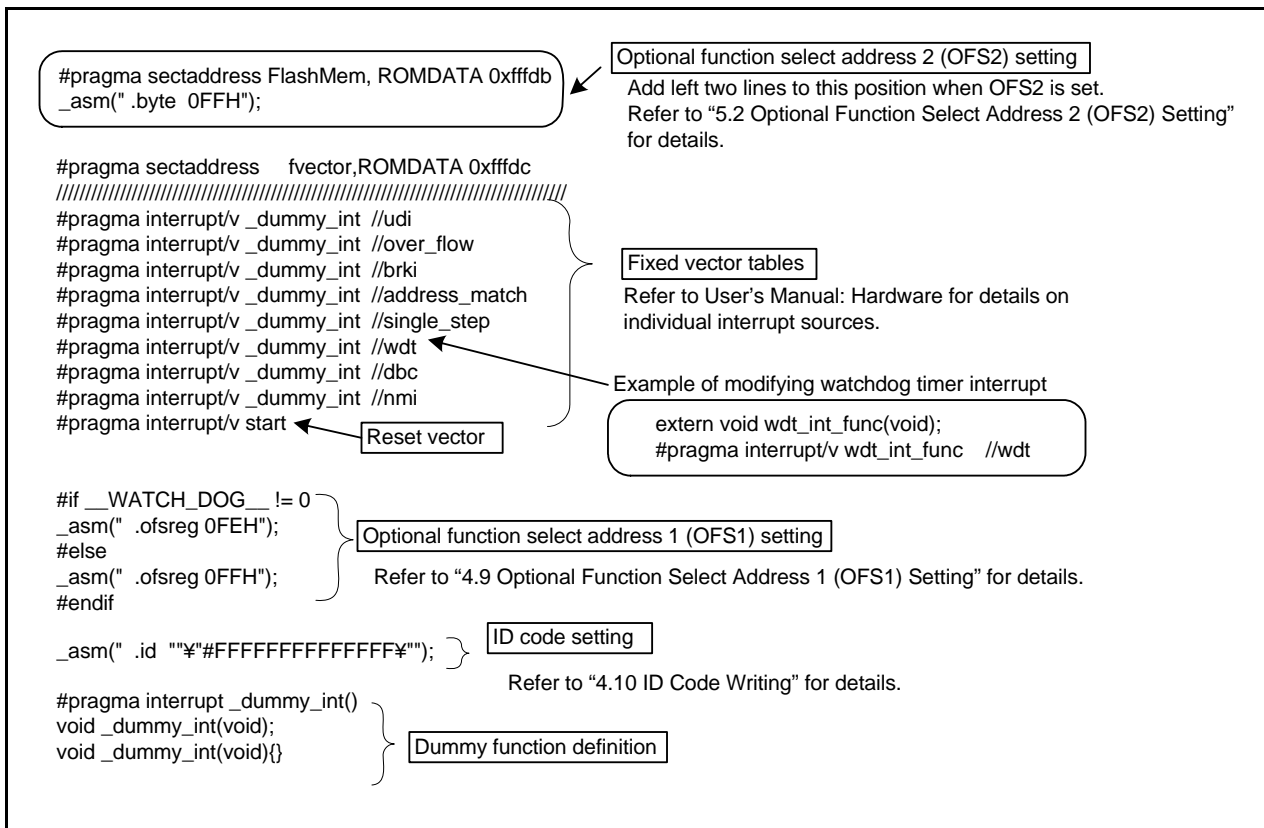 #pragma sectaddress FlashMem, ROMDATA 0xfffdb
_asm(" .byte  0FFH");
Optional function select address 2 (OFS2) setting
Add left two lines to this position when OFS2 is set.
Refer to “5.2 Optional Function Select Address 2 (OFS2) Setting”
for details.
#pragma sectaddress    fvector,ROMDATA 0xfffdc
////////////////////////////////////////////////////////////////////////////////////////
#pragma interrupt/v _dummy_int  //udi
#pragma interrupt/v _dummy_int  //over_flow
#pragma interrupt/v _dummy_int  //brki
#pragma interrupt/v _dummy_int  //address_match
#pragma interrupt/v _dummy_int  //single_step
#pragma interrupt/v _dummy_int  //wdt
#pragma interrupt/v _dummy_int  //dbc
#pragma interrupt/v _dummy_int  //nmi
#pragma interrupt/v start
Reset vector
Fixed vector tables
Refer to User’s Manual: Hardware for details on
individual interrupt sources.
Example of modifying watchdog timer interrupt
extern void wdt_int_func(void);
#pragma interrupt/v wdt_int_func   //wdt
#if __WATCH_DOG__ != 0
_asm("  .ofsreg 0FEH");
#else
_asm("  .ofsreg 0FFH");
#endif
Optional function select address 1 (OFS1) setting
Refer to “4.9 Optional Function Select Address 1 (OFS1) Setting” for details.
_asm("  .id  ""¥"#FFFFFFFFFFFFFF¥"");
ID code setting
Refer to “4.10 ID Code Writing” for details.
#pragma interrupt _dummy_int()
void _dummy_int(void);
void _dummy_int(void){}
Dummy function definition